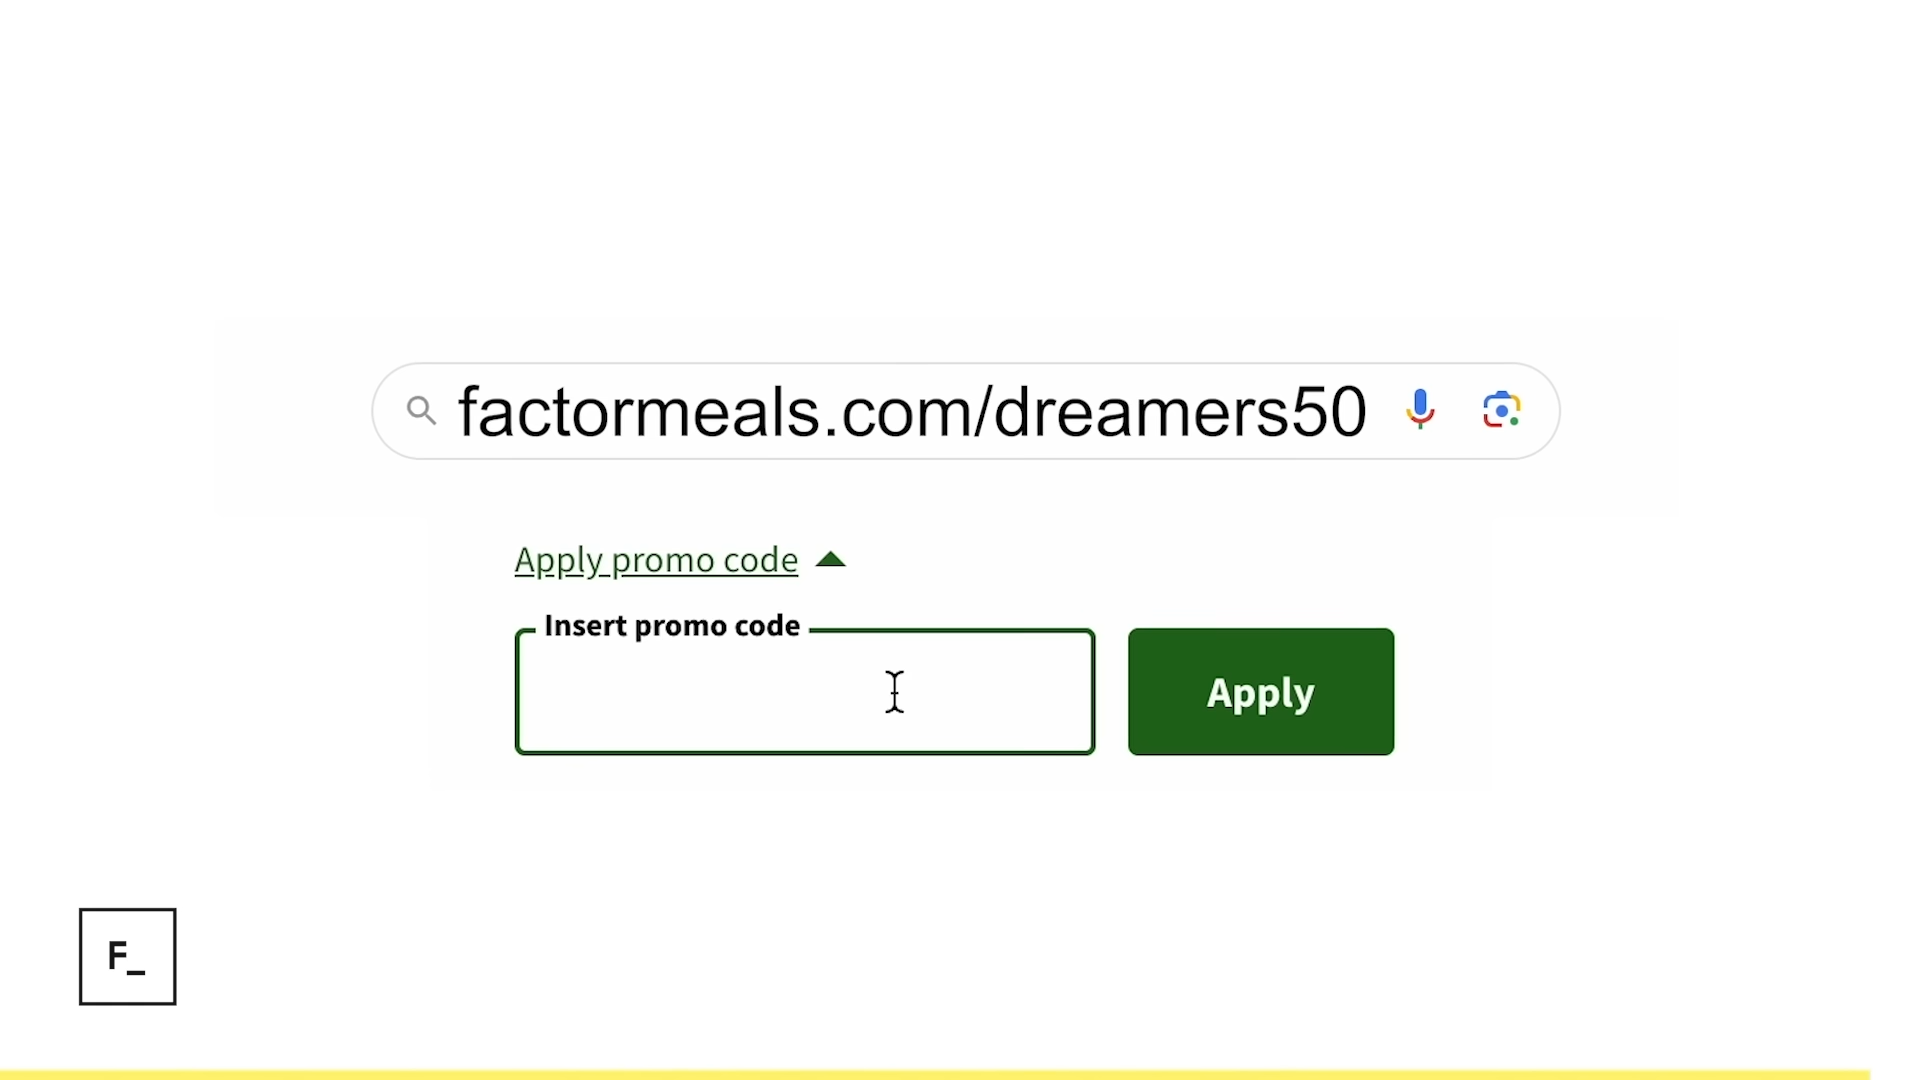 factormeals.com/dreamers50
Apply promo code
Insert promo code
Apply
F_